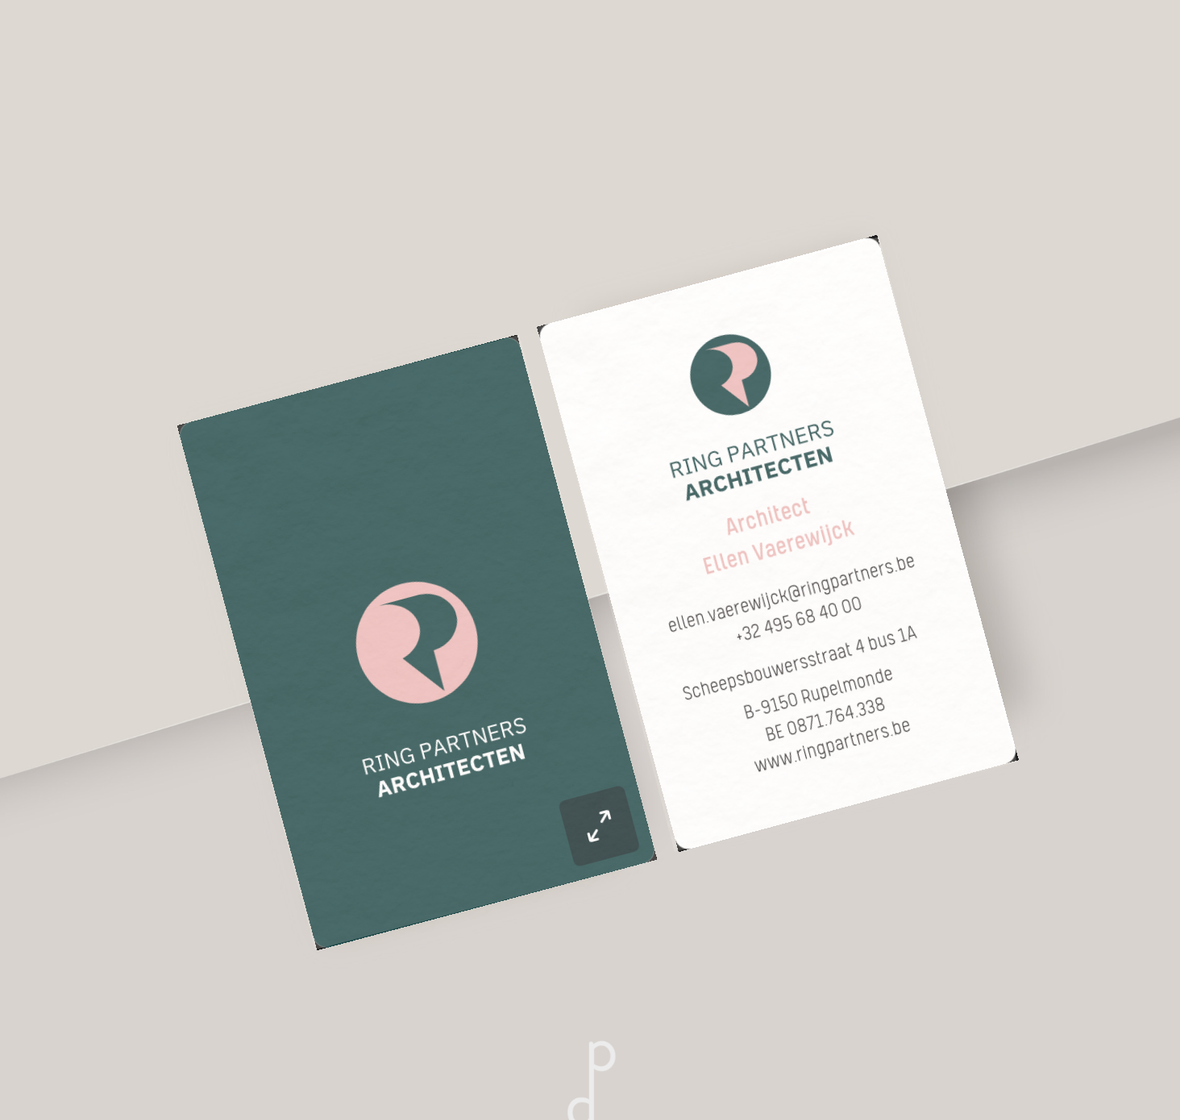 RING PARTNERS
ARCHITECTEN
RING PARTNERS
ARCHITECTEN
Architect
Ellen Vaerewijck
ellen.vaerewijck@ringpartners.be
+32 495 68 40 00
Scheepsbouwersstraat 4 bus 1A
B-9150 Rupelmonde
BE 0871.764.338
www.ringpartners.be
p
d